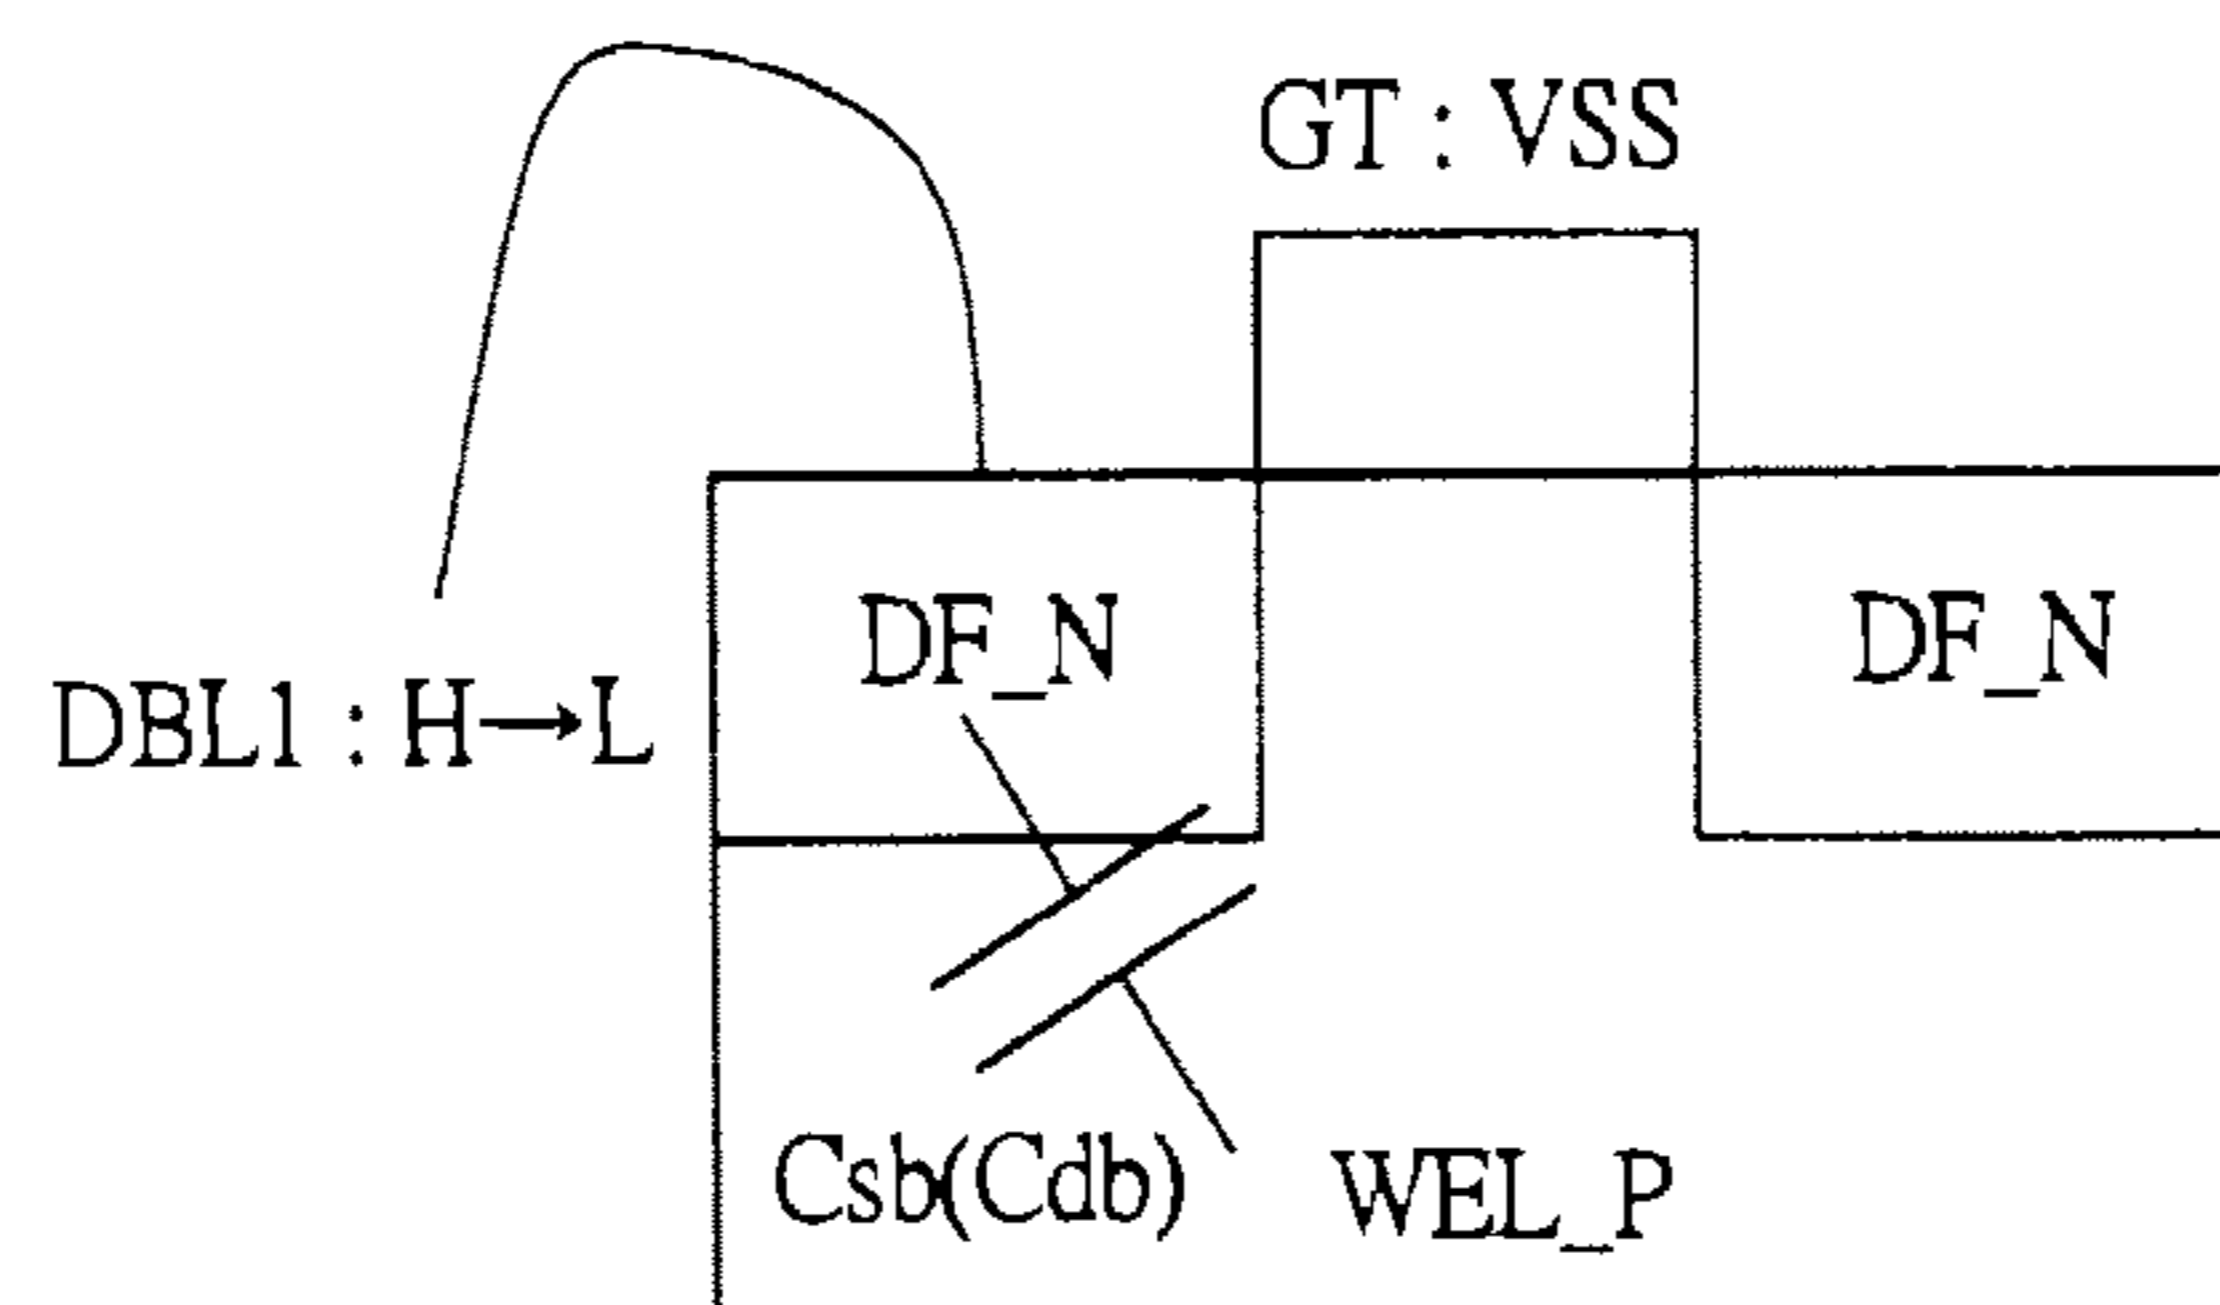 GT : VSS
DF_N
DF_N
DBL1 : H→L
Csb(Cdb)
WEL_P